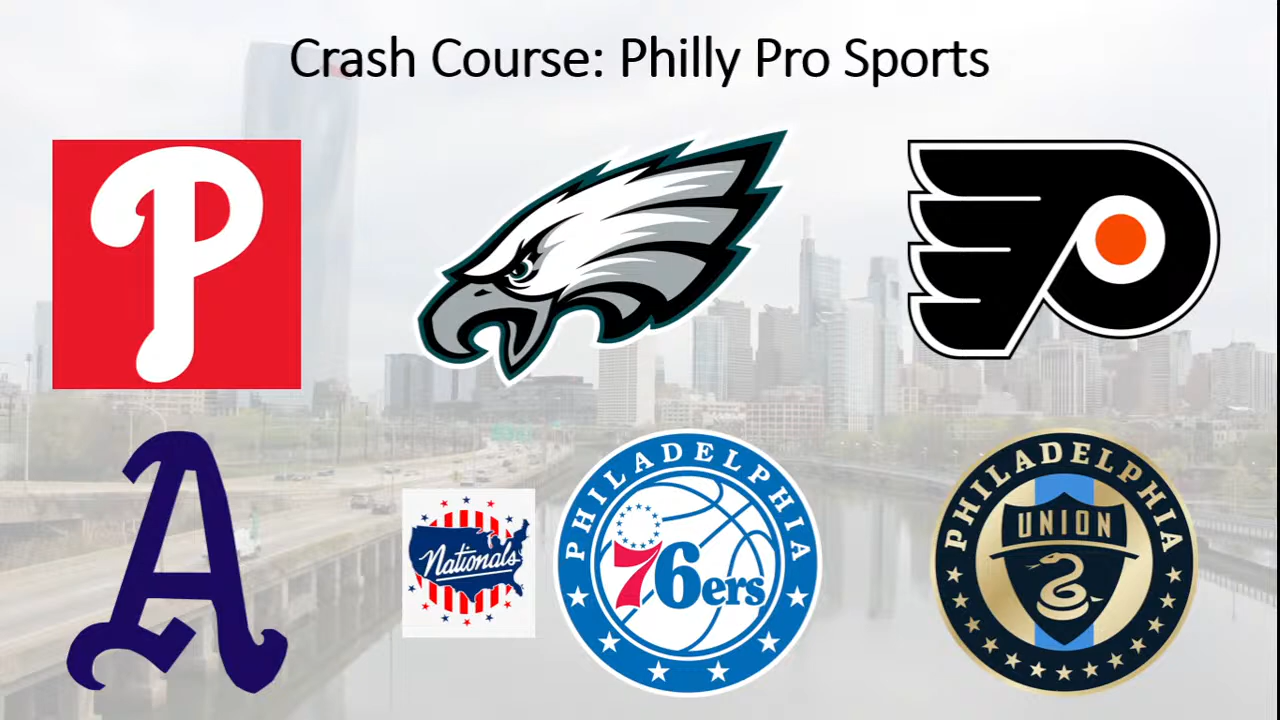 Crash Course: Philly Pro Sports
P
P
A
Nationals
PHILADELPHIA
76ers
PHILADELPHIA
UNION